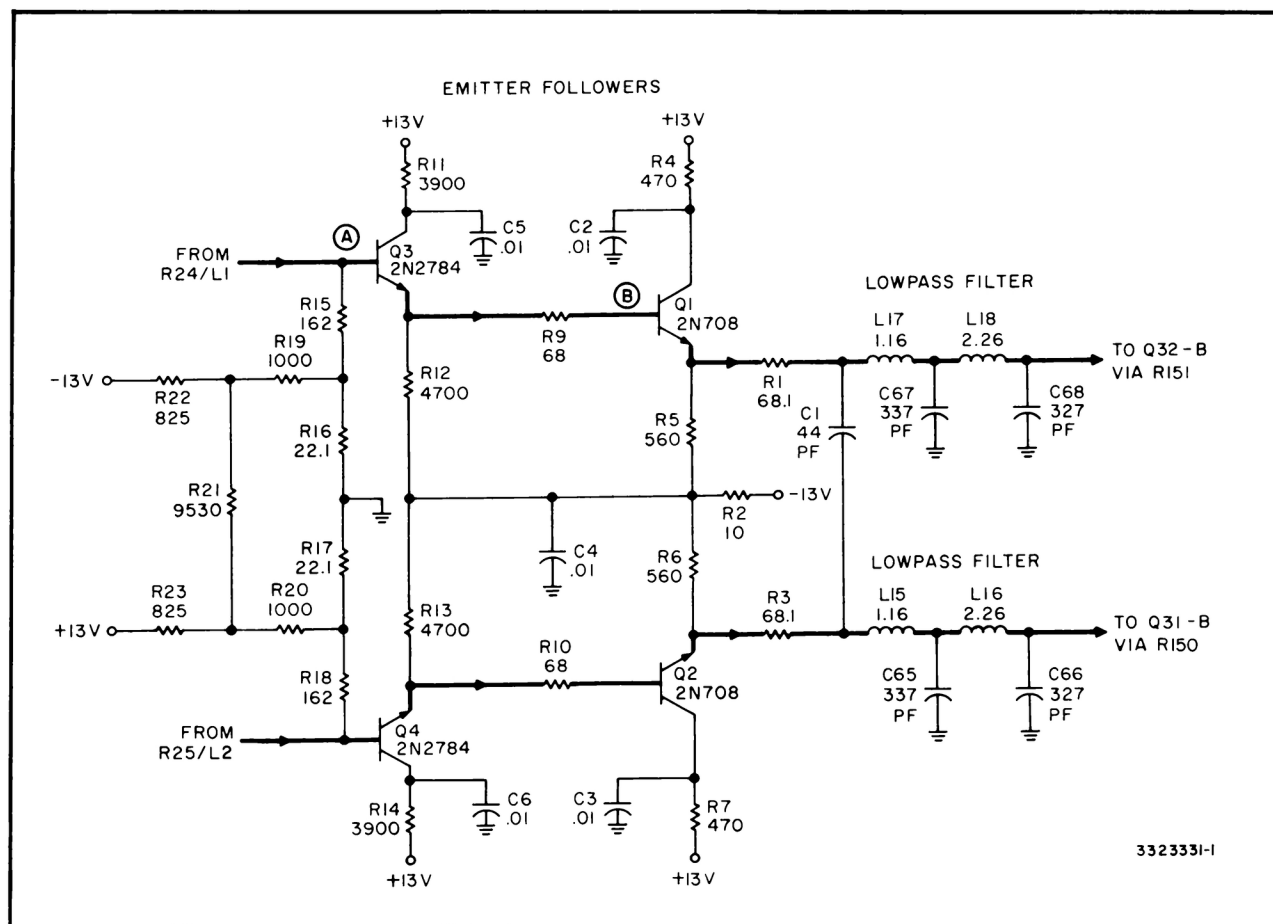 EMITTER FOLLOWERS
+13V
+13V
R11
3900
R4
470
C5
.01
C2
.01
A
FROM
R24/L1
Q3
2N2784
B
Q1
2N708
LOWPASS FILTER
R15
162
R19
1000
R9
68
L17
1.16
L18
2.26
TO Q32-B
VIA R151
-13V
R22
825
R12
4700
R1
68.1
R5
560
C1
44
PF
C67
337
PF
C68
327
PF
R16
22.1
R21
9530
-13V
R2
10
R17
22.1
C4
.01
R6
560
LOWPASS FILTER
R23
825
R20
1000
R13
4700
R3
68.1
L15
1.16
L16
2.26
+13V
TO Q31-B
VIA R150
R10
68
R18
162
Q2
2N708
C65
337
PF
C66
327
PF
FROM
R25/L2
Q4
2N2784
R14
3900
C6
.01
C3
.01
R7
470
+13V
+13V
3323331-1